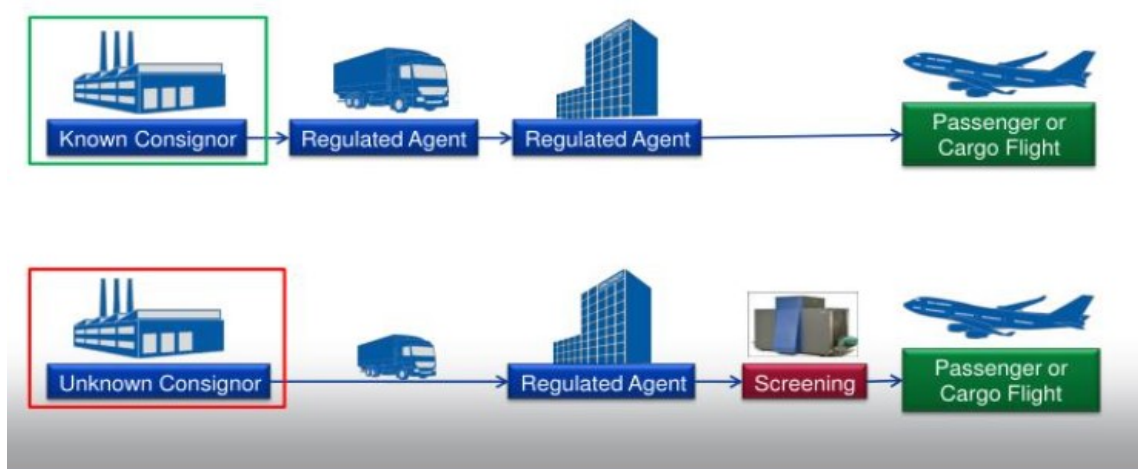 Known Consignor
Regulated Agent
Regulated Agent
Passenger or
Cargo Flight
Unknown Consignor
Regulated Agent
Screening
Passenger or
Cargo Flight